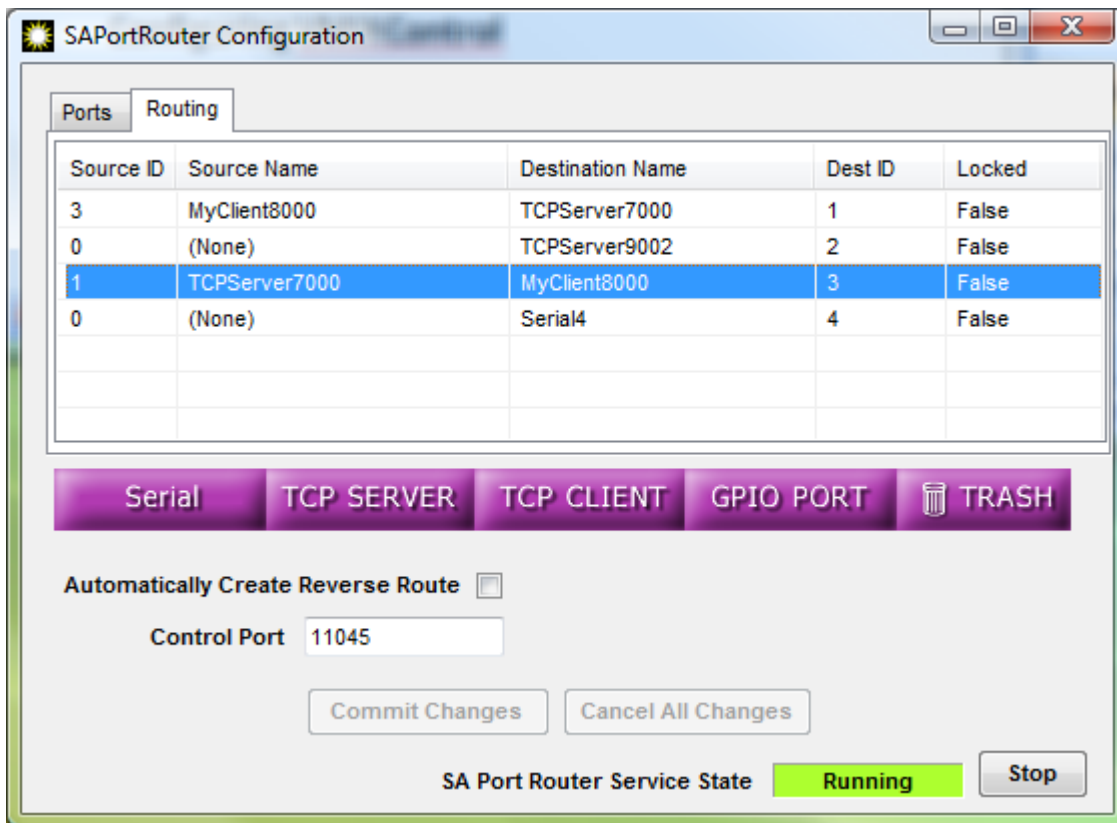 SAPortRouter Configuration
Ports Routing
Source ID Source Name Destination Name Dest ID Locked
3 MyClient8000 TCPServer7000 1 False
0 (None) TCPServer9002 2 False
1 TCPServer7000 MyClient8000 3 False
0 (None) Serial4 4 False
Serial TCP SERVER TCP CLIENT GPIO PORT TRASH
Automatically Create Reverse Route
Control Port 11045
Commit Changes Cancel All Changes
SA Port Router Service State Running Stop